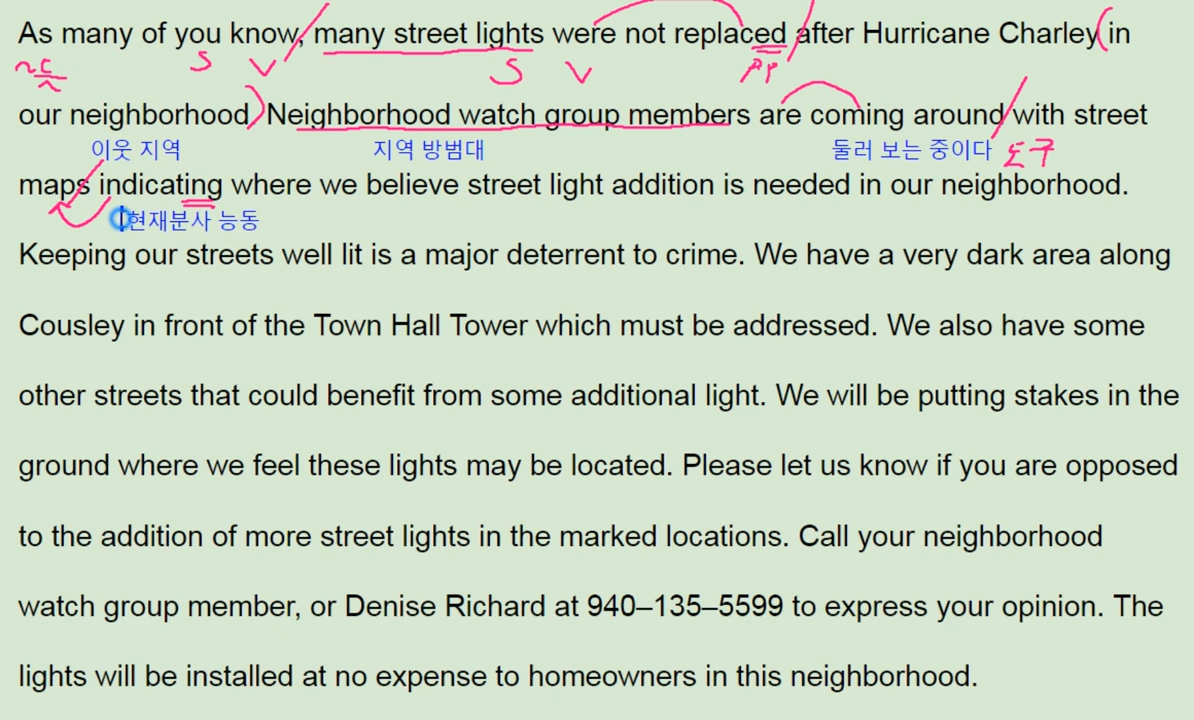 As many of you know, many street lights were not replaced after Hurricane Charley (in
S V S V PP
our neighborhood) Neighborhood watch group members are coming around with street
이웃 지역 지역 방범대 둘러 보는 중이다 도구
maps indicating where we believe street light addition is needed in our neighborhood.
현재분사 능동
Keeping our streets well lit is a major deterrent to crime. We have a very dark area along
Cousley in front of the Town Hall Tower which must be addressed. We also have some
other streets that could benefit from some additional light. We will be putting stakes in the
ground where we feel these lights may be located. Please let us know if you are opposed
to the addition of more street lights in the marked locations. Call your neighborhood
watch group member, or Denise Richard at 940–135–5599 to express your opinion. The
lights will be installed at no expense to homeowners in this neighborhood.